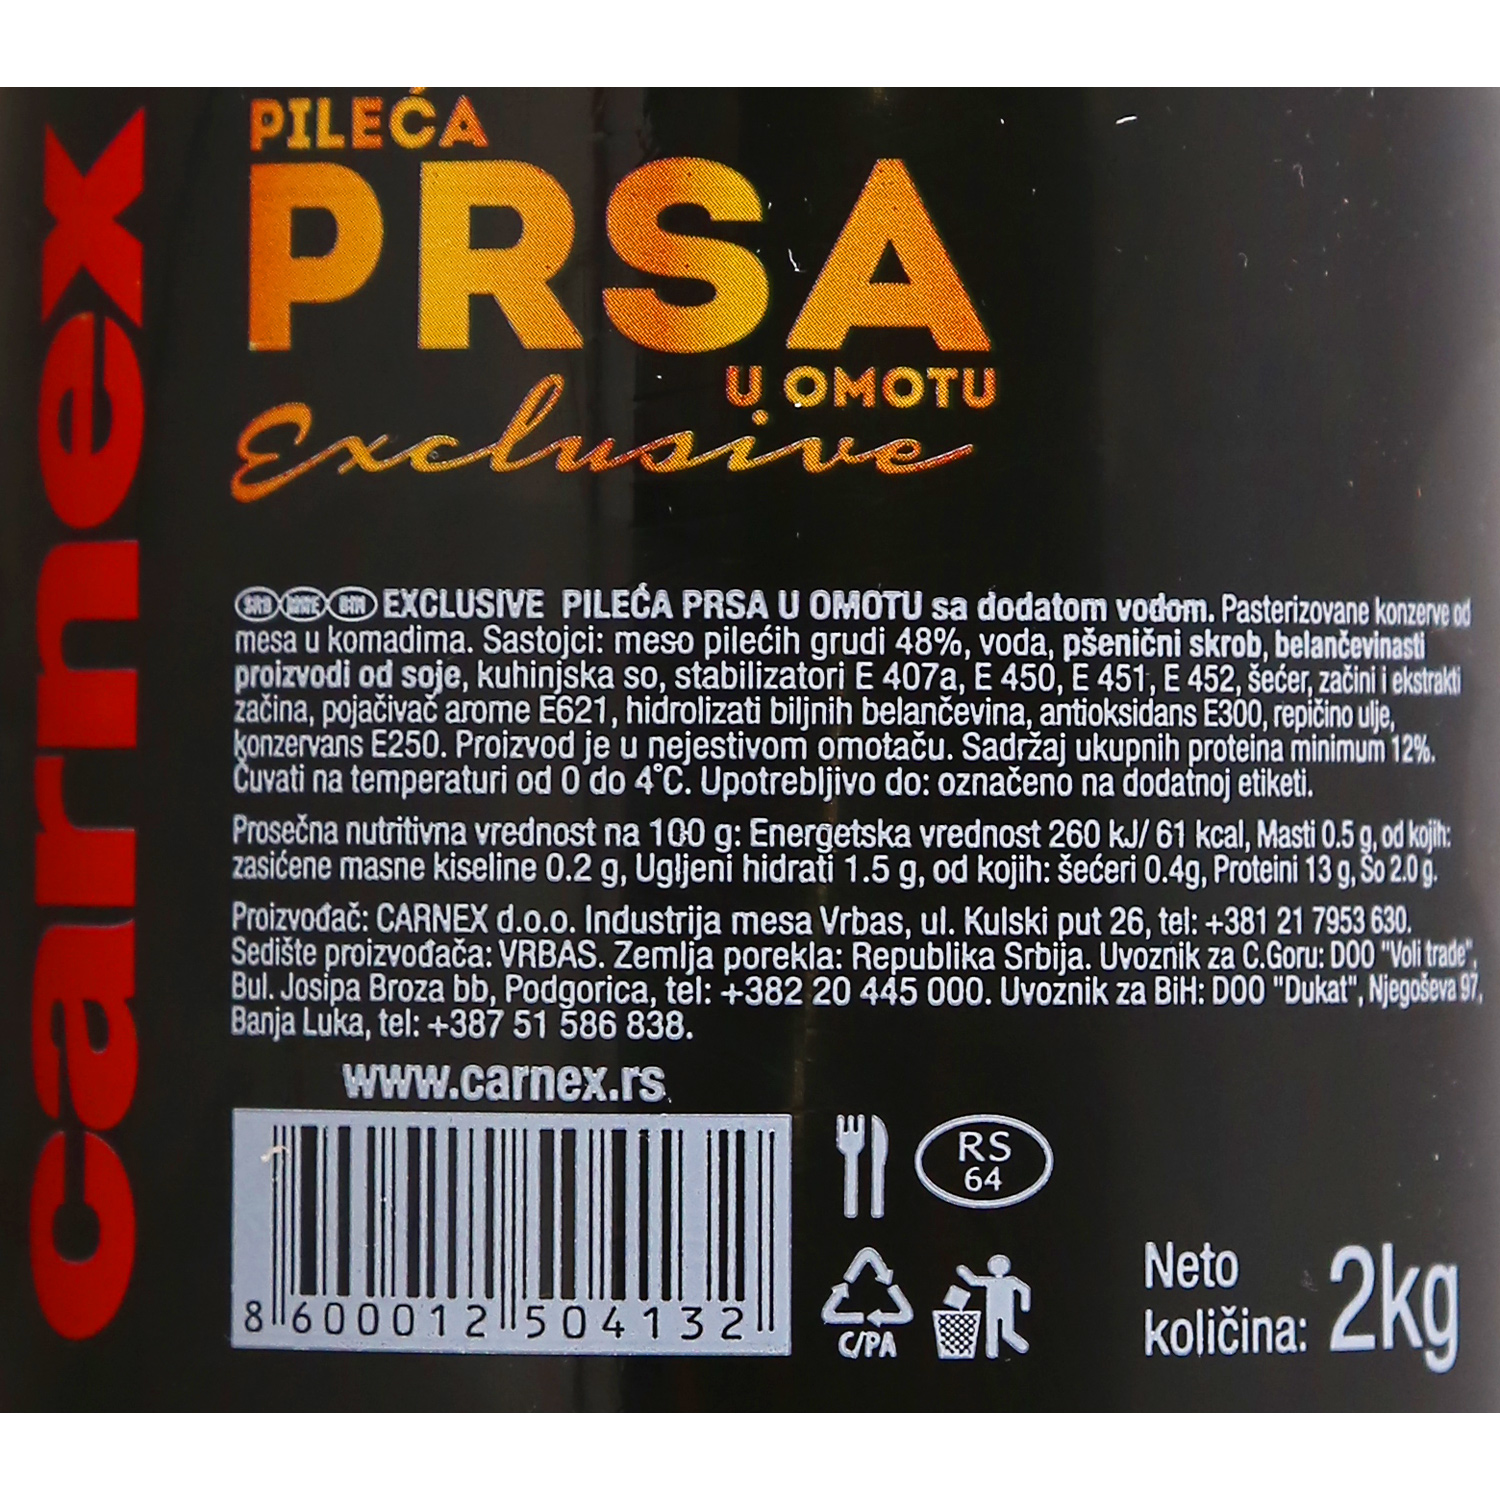 carnex
PILEĆA
PRSA
U OMOTU
Exclusive
SRB MNE BIH EXCLUSIVE PILEĆA PRSA U OMOTU sa dodatom vodom. Pasterizovane konzerve od
mesa u komadima. Sastojci: meso pilećih grudi 48%, voda, pšenični skrob, belančevinasti
proizvodi od soje, kuhinjska so, stabilizatori E 407a, E 450, E 451, E 452, šećer, začini i ekstrakti
začina, pojačivač arome E621, hidrolizati biljnih belančevina, antioksidans E300, repičino ulje,
konzervans E250. Proizvod je u nejestivom omotaču. Sadržaj ukupnih proteina minimum 12%.
Čuvati na temperaturi od 0 do 4°C. Upotrebljivo do: označeno na dodatnoj etiketi.
Prosečna nutritivna vrednost na 100 g: Energetska vrednost 260 kJ/ 61 kcal, Masti 0.5 g, od kojih:
zasićene masne kiseline 0.2 g, Ugljeni hidrati 1.5 g, od kojih: šećeri 0.4g, Proteini 13 g, So 2.0 g.
Proizvođač: CARNEX d.o.o. Industrija mesa Vrbas, ul. Kulski put 26, tel: +381 21 7953 630.
Sedište proizvođača: VRBAS. Zemlja porekla: Republika Srbija. Uvoznik za C.Goru: DOO "Voli trade",
Bul. Josipa Broza bb, Podgorica, tel: +382 20 445 000. Uvoznik za BiH: DOO "Dukat", Njegoševa 97,
Banja Luka, tel: +387 51 586 838.
www.carnex.rs
8 600012 504132
RS
64
C/PA
Neto
količina: 2kg